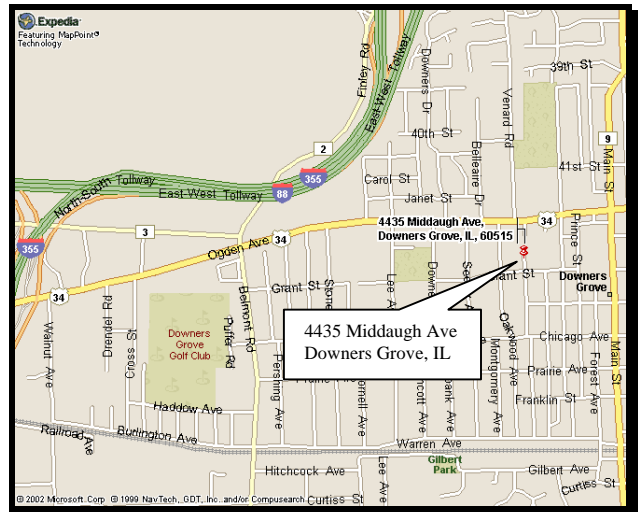 Expedia®
Featuring MapPoint®
Technology
Finley Rd
Downers Dr
Venard Rd
39th St
East-West Tollway
2
40th St
9
Main St
355
Belleaire Dr
41st St
Carol St
North-South Tollway
East-West Tollway
88
Janet St
34
4435 Middaugh Ave,
Downers Grove, IL, 60515
Prince St
3
Ogden Ave
34
355
Grant St
Downers
Grove
34
Belmont Rd
Lee
4435 Middaugh Ave
Downers Grove, IL
Walnut Ave
Drendel Rd
Cross St
Downers
Grove
Golf Club
Puffer Rd
Pershing Ave
Montgomery Ave
Oakwood Ave
Chicago Ave
Prairie Ave
Forest Ave
Main St
Franklin St
Haddow Ave
Railroad Ave
Burlington Ave
Warren Ave
Gilbert
Park
Hitchcock Ave
Lee Ave
Gilbert Ave
Curtiss St
Curtiss St
© 2002 Microsoft Corp © 1999 NavTech, GDT, Inc. and/or Compusearch